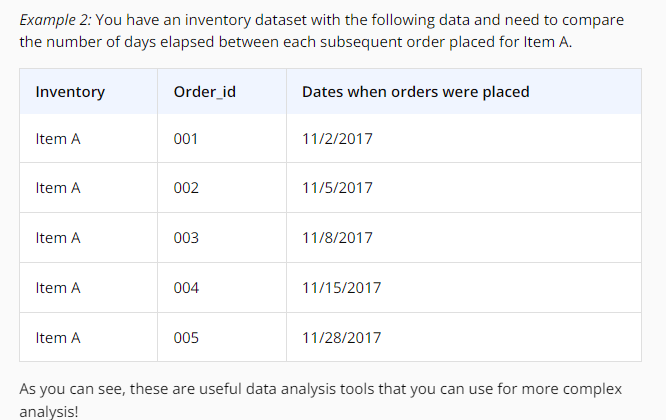 Example 2: You have an inventory dataset with the following data and need to compare
the number of days elapsed between each subsequent order placed for Item A.
Inventory Order_id Dates when orders were placed
Item A 001 11/2/2017
Item A 002 11/5/2017
Item A 003 11/8/2017
Item A 004 11/15/2017
Item A 005 11/28/2017
As you can see, these are useful data analysis tools that you can use for more complex
analysis!